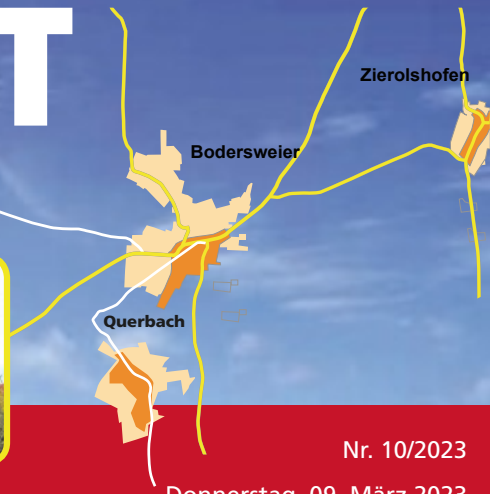 T
Zierolshofen
Bodersweier
Querbach
Nr. 10/2023
Donnerstag, 09. März 2023